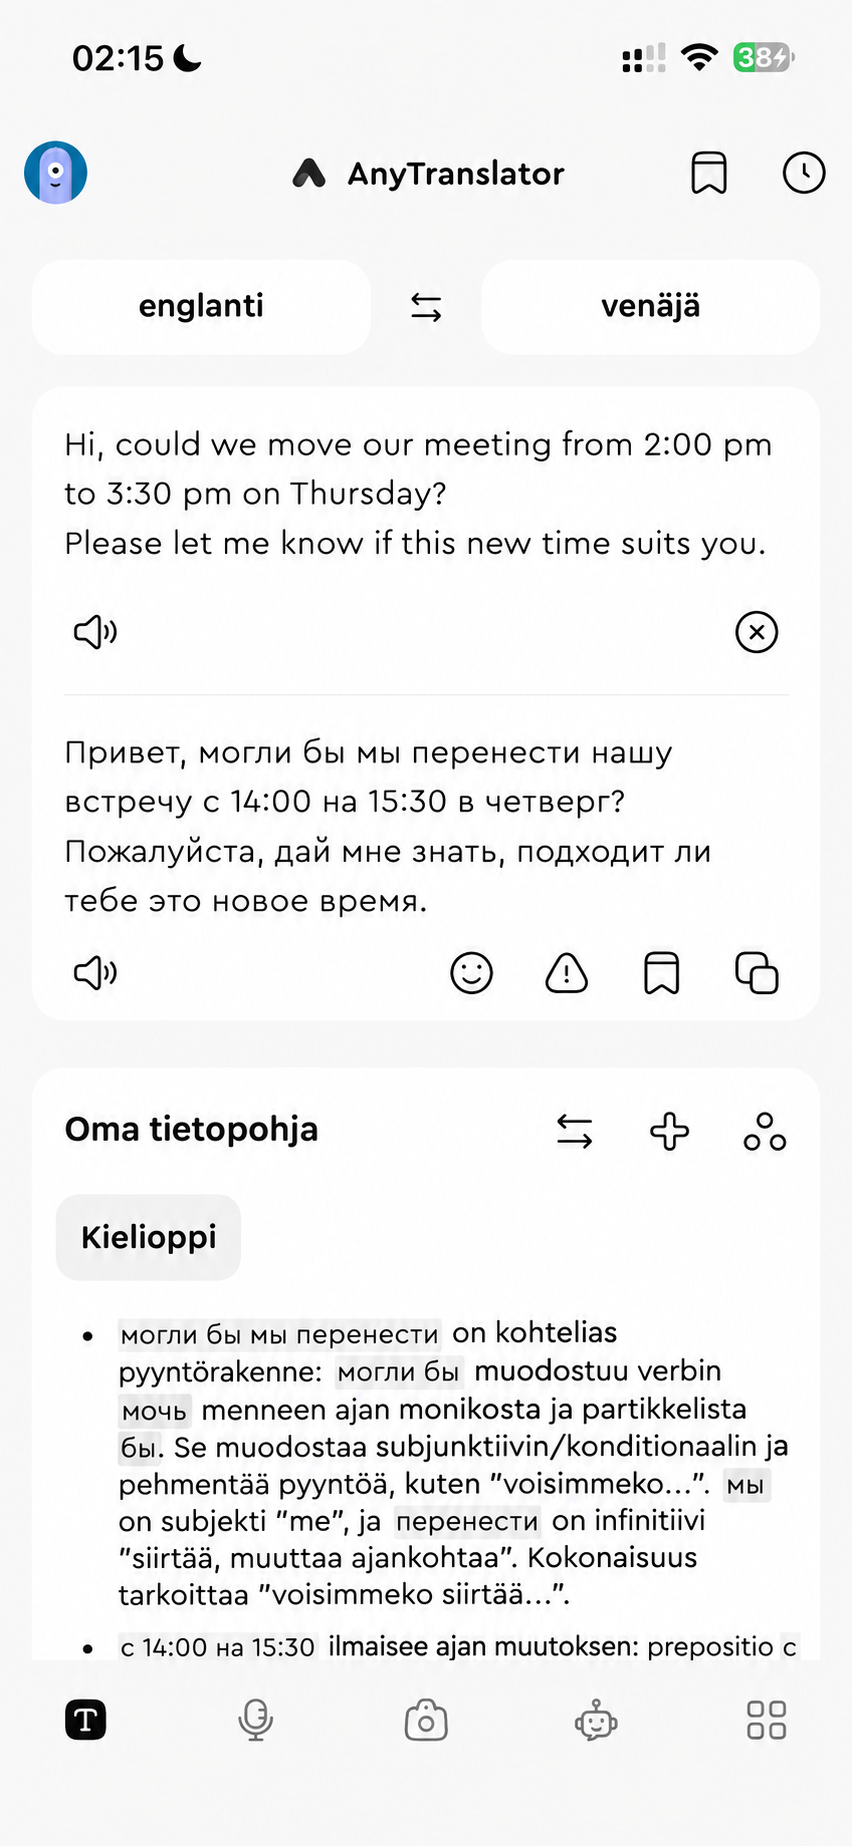 02:15
38
AnyTranslator
englanti
venäjä
Hi, could we move our meeting from 2:00 pm
to 3:30 pm on Thursday?
Please let me know if this new time suits you.
Привет, могли бы мы перенести нашу
встречу с 14:00 на 15:30 в четверг?
Пожалуйста, дай мне знать, подходит ли
тебе это новое время.
Oma tietopohja
Kielioppi
• могли бы мы перенести on kohtelias
pyyntörakenne: могли бы muodostuu verbin
мочь menneen ajan monikosta ja partikkelista
бы. Se muodostaa subjunktiivin/konditionaalin ja
pehmentää pyyntöä, kuten ”voisimmeko...”. мы
on subjekti ”me”, ja перенести on infinitiivi
”siirtää, muuttaa ajankohtaa”. Kokonaisuus
tarkoittaa ”voisimmeko siirtää...”.
• с 14:00 на 15:30 ilmaisee ajan muutoksen: prepositio с
T